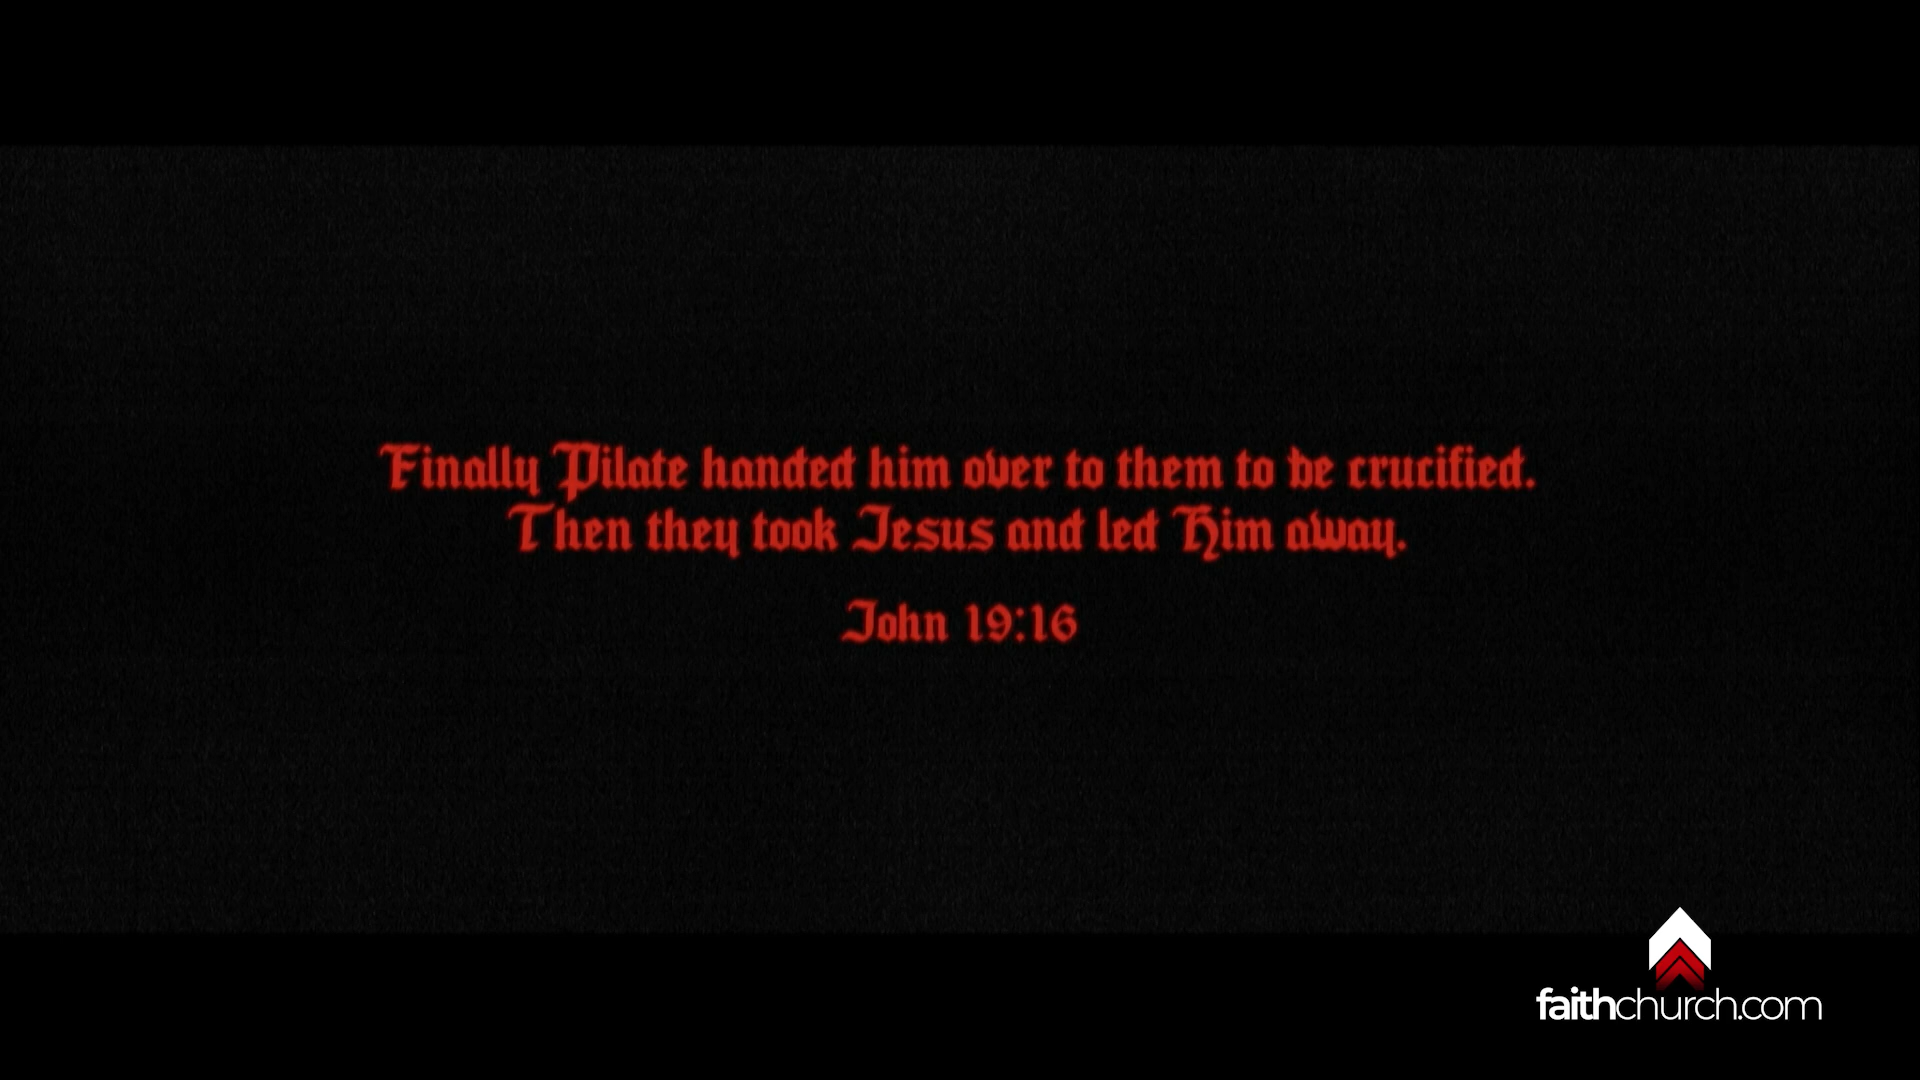 Finally Pilate handed him over to them to be crucified.
Then they took Jesus and led Him away.
John 19:16
faithchurch.com